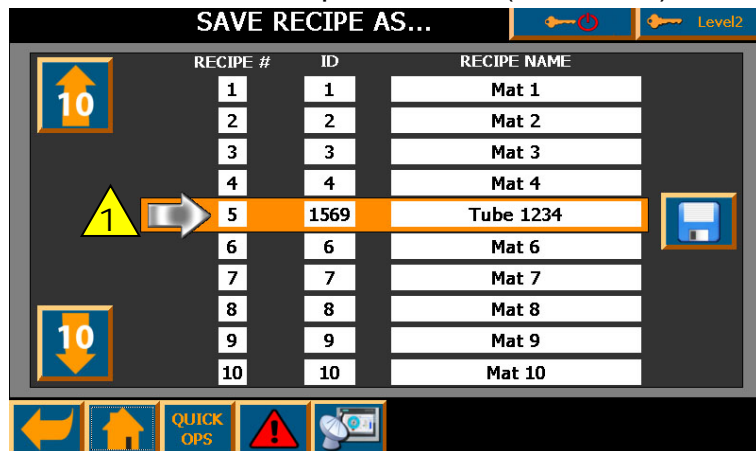 SAVE RECIPE AS...
Level2
RECIPE # ID RECIPE NAME
10
1 1 Mat 1
2 2 Mat 2
3 3 Mat 3
4 4 Mat 4
1 5 1569 Tube 1234
6 6 Mat 6
7 7 Mat 7
8 8 Mat 8
10
9 9 Mat 9
10 10 Mat 10
QUICK
OPS